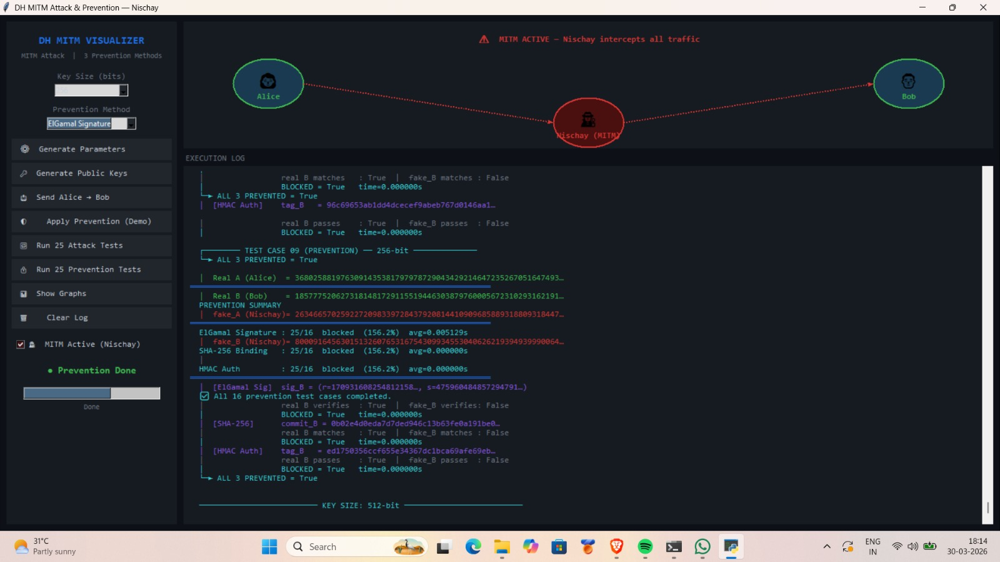 DH MITM Attack & Prevention — Nischay
DH MITM VISUALIZER
MITM Attack | 3 Prevention Methods
Key Size (bits)
Prevention Method
ElGamal Signature
Generate Parameters
Generate Public Keys
Send Alice → Bob
Apply Prevention (Demo)
Run 25 Attack Tests
Run 25 Prevention Tests
Show Graphs
Clear Log
MITM Active (Nischay)
● Prevention Done
Done
⚠ MITM ACTIVE — Nischay intercepts all traffic
Alice
Nischay (MITM)
Bob
EXECUTION LOG
│ real B matches : True | fake_B matches : False
│ BLOCKED = True time=0.000000s
└─► ALL 3 PREVENTED = True
│ [HMAC Auth] tag_B = 96c69653ab1dd4dcecef9abeb767d0146aa1…
│ real B passes : True | fake_B passes : False
│ BLOCKED = True time=0.000000s
┌─────── TEST CASE 09 (PREVENTION) ── 256-bit ──────────────
└─► ALL 3 PREVENTED = True
│ Real A (Alice) = 3680258819763091435381797978729043429214647235267051647493…
│ Real B (Bob) = 1857775206273181481729115519446303879760005672310293162191…
PREVENTION SUMMARY
│ fake_A (Nischay)= 26346657025922720983397284379208144109096858893188093 18447…
ElGamal Signature : 25/16 blocked (156.2%) avg=0.005129s
│ fake_B (Nischay)= 80009164563015132607653167543099345530406262193949399 90064…
SHA-256 Binding : 25/16 blocked (156.2%) avg=0.000000s
│
HMAC Auth : 25/16 blocked (156.2%) avg=0.000000s
│ [ElGamal Sig] sig_B = (r=170931608254812158…, s=475960484857294791…)
☑ All 16 prevention test cases completed.
│ real B verifies : True | fake_B verifies: False
│ BLOCKED = True time=0.000000s
│ [SHA-256] commit_B = 0b02e4d0eda7d7ded946c13b63fe0a191be0…
│ real B matches : True | fake_B matches : False
│ BLOCKED = True time=0.000000s
│ [HMAC Auth] tag_B = ed1750356ccf655e34367dc1bca69afe69eb…
│ real B passes : True | fake_B passes : False
│ BLOCKED = True time=0.000000s
└─► ALL 3 PREVENTED = True
────────────────── KEY SIZE: 512-bit ──────────────────
31°C
Partly sunny
Search
ENG
IN
18:14
30-03-2026